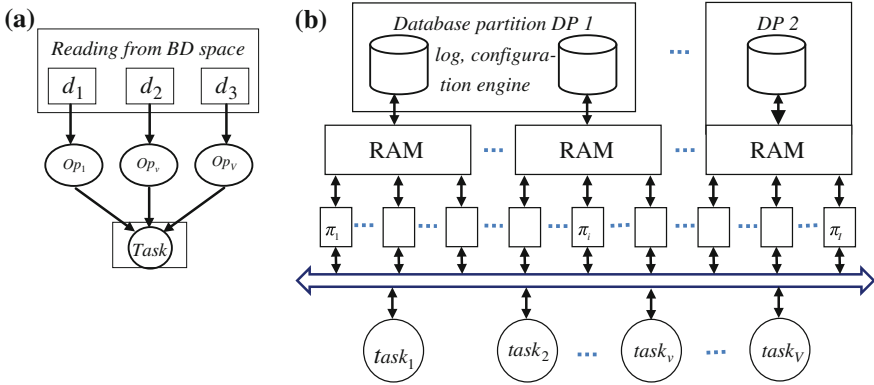 (a)
Reading from BD space
d1 d2 d3
Op1 Opv OpV
Task
(b)
Database partition DP 1
log, configura-
tion engine
... DP 2
RAM ... RAM ... RAM
π1 ... ... ... πi ... ... ... πI
task1 task2 ... taskv ... taskV